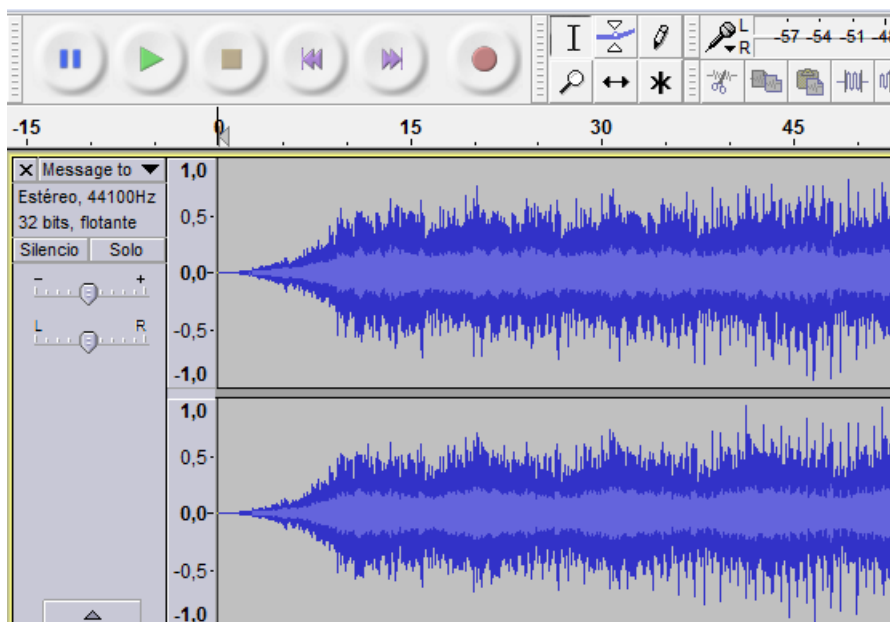 L
R
-57 -54 -51 -48
-15 0 15 30 45
Message to
Estéreo, 44100Hz
32 bits, flotante
Silencio Solo
- +
L R
1,0
0,5-
0,0-
-0,5-
-1,0
1,0
0,5-
0,0-
-0,5-
-1,0